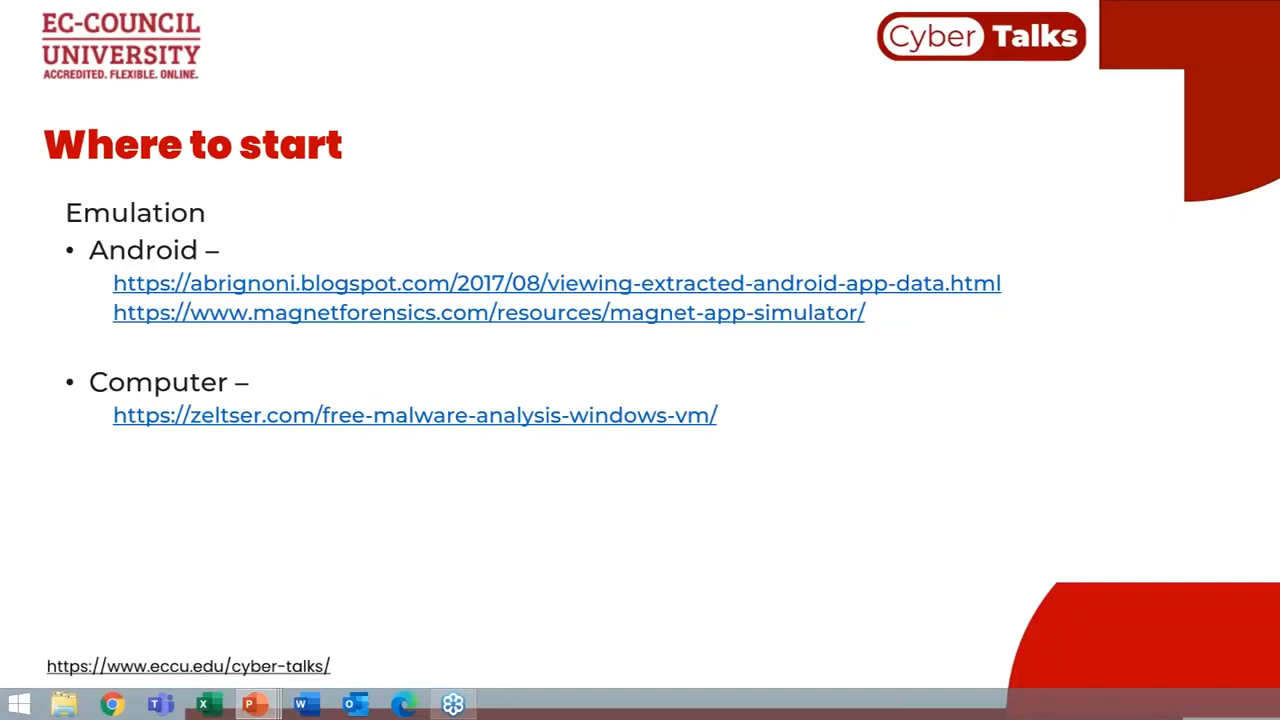 EC-COUNCIL
UNIVERSITY
ACCREDITED. FLEXIBLE. ONLINE.
Cyber Talks
Where to start
Emulation
• Android –
https://abrignoni.blogspot.com/2017/08/viewing-extracted-android-app-data.html
https://www.magnetforensics.com/resources/magnet-app-simulator/
• Computer –
https://zeltser.com/free-malware-analysis-windows-vm/
https://www.eccu.edu/cyber-talks/